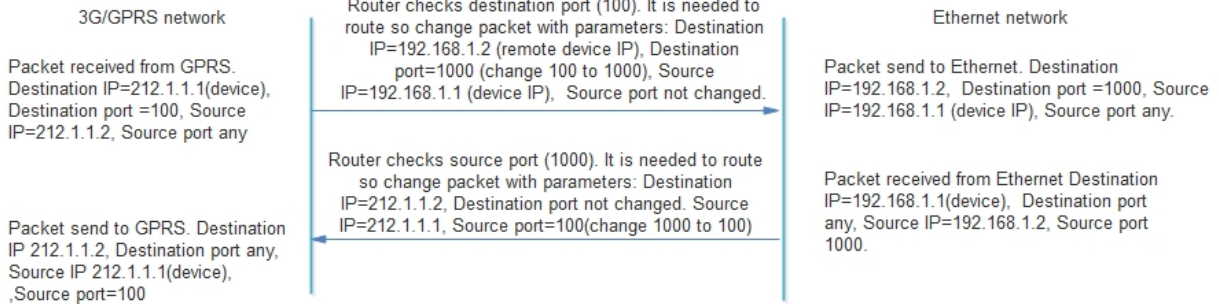 3G/GPRS network
Packet received from GPRS.
Destination IP=212.1.1.1(device),
Destination port =100, Source
IP=212.1.1.2, Source port any
Packet send to GPRS. Destination
IP 212.1.1.2, Destination port any,
Source IP 212.1.1.1(device),
,Source port=100
Router checks destination port (100). It is needed to
route so change packet with parameters: Destination
IP=192.168.1.2 (remote device IP), Destination
port=1000 (change 100 to 1000), Source
IP=192.168.1.1 (device IP), Source port not changed.
Router checks source port (1000). It is needed to route
so change packet with parameters: Destination
IP=212.1.1.2, Destination port not changed. Source
IP=212.1.1.1, Source port=100(change 1000 to 100)
Ethernet network
Packet send to Ethernet. Destination
IP=192.168.1.2, Destination port =1000, Source
IP=192.168.1.1 (device IP), Source port any.
Packet received from Ethernet Destination
IP=192.168.1.1(device), Destination port
any, Source IP=192.168.1.2, Source port
1000.